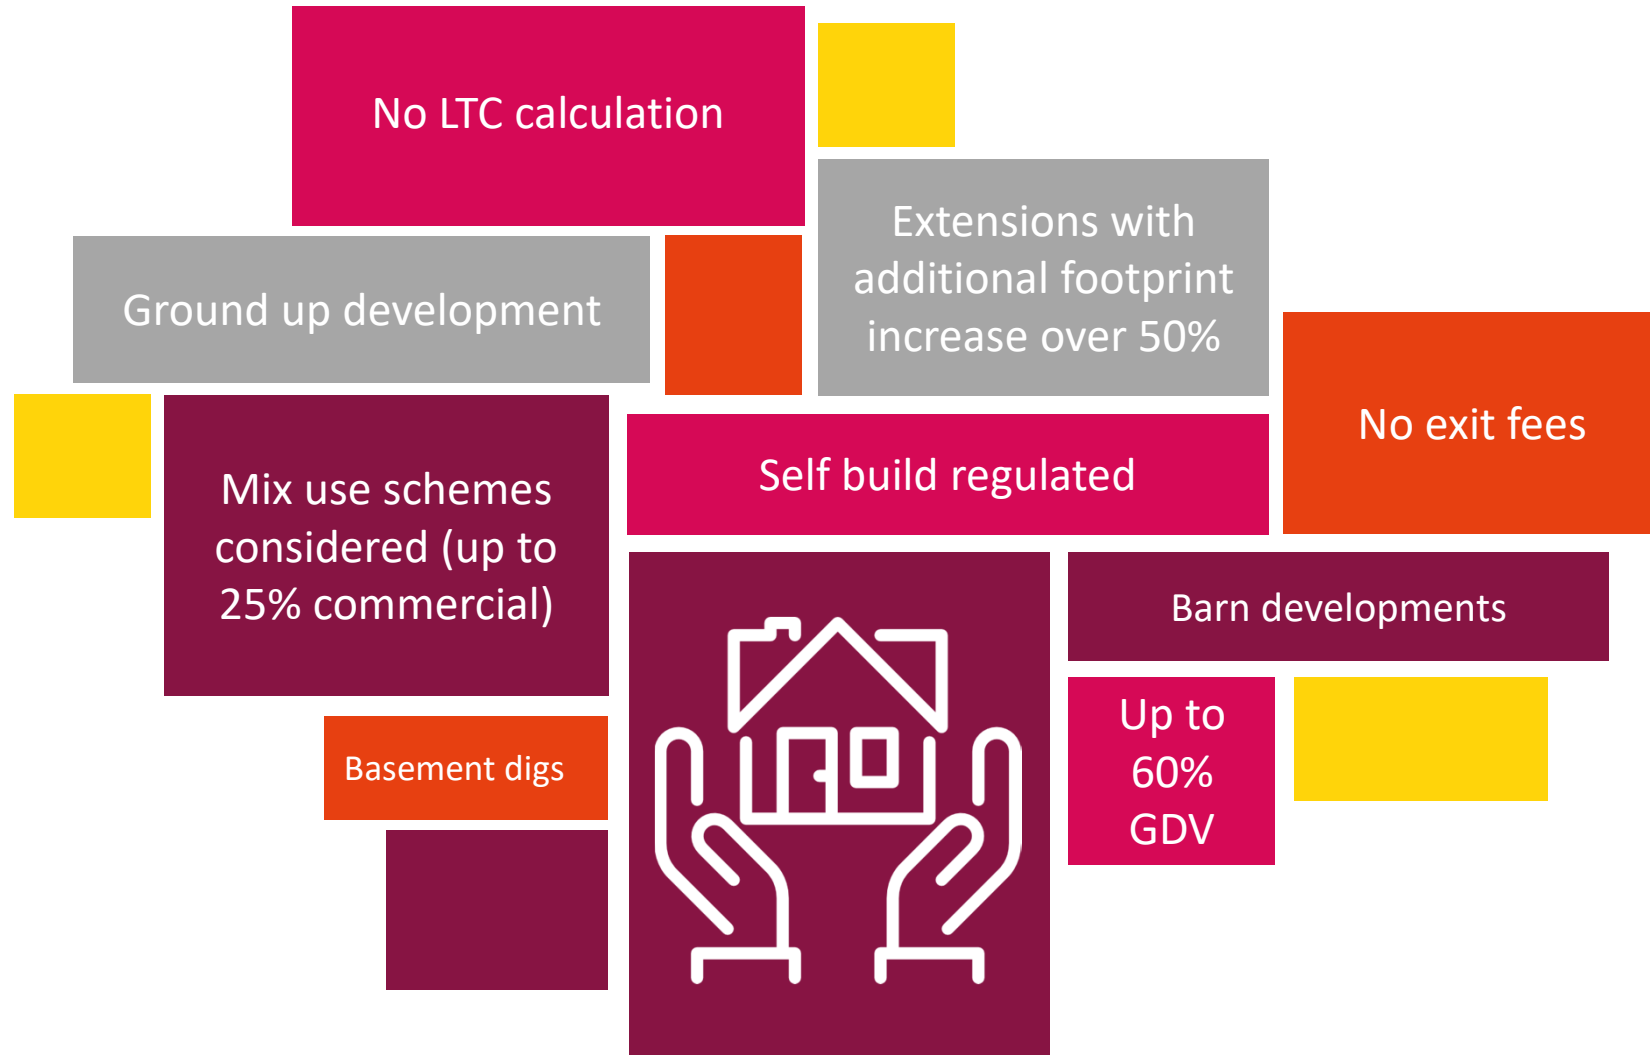 No LTC calculation
Extensions with
additional footprint
increase over 50%
Ground up development
No exit fees
Mix use schemes
considered (up to
25% commercial)
Self build regulated
Barn developments
Up to
60%
GDV
Basement digs